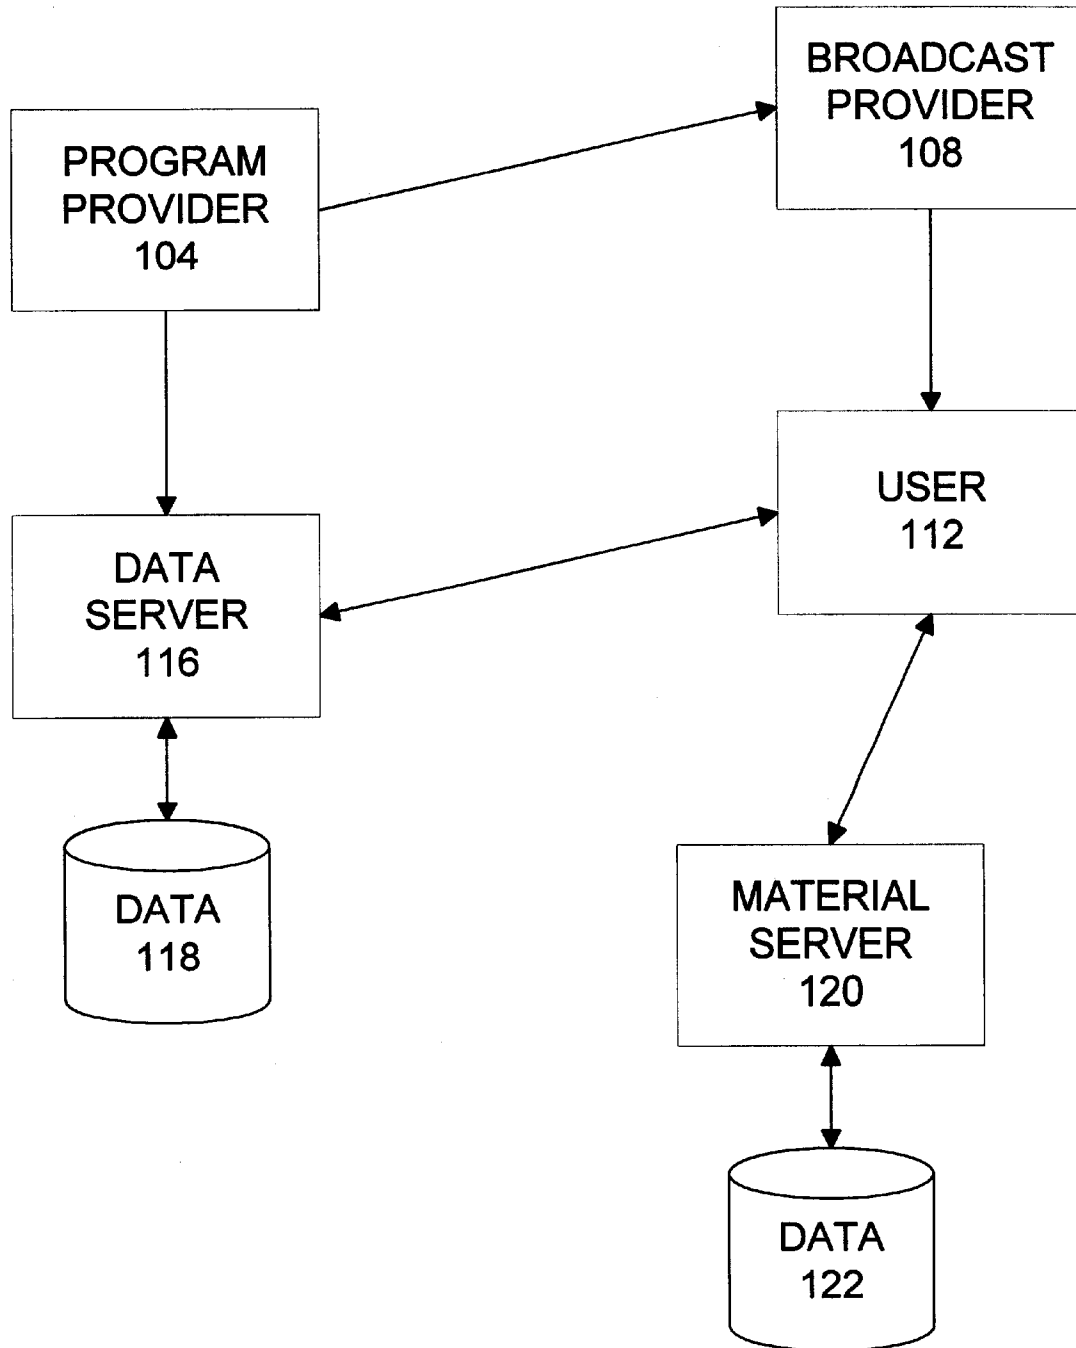 BROADCAST
PROVIDER
108
PROGRAM
PROVIDER
104
USER
112
DATA
SERVER
116
DATA
118
MATERIAL
SERVER
120
DATA
122